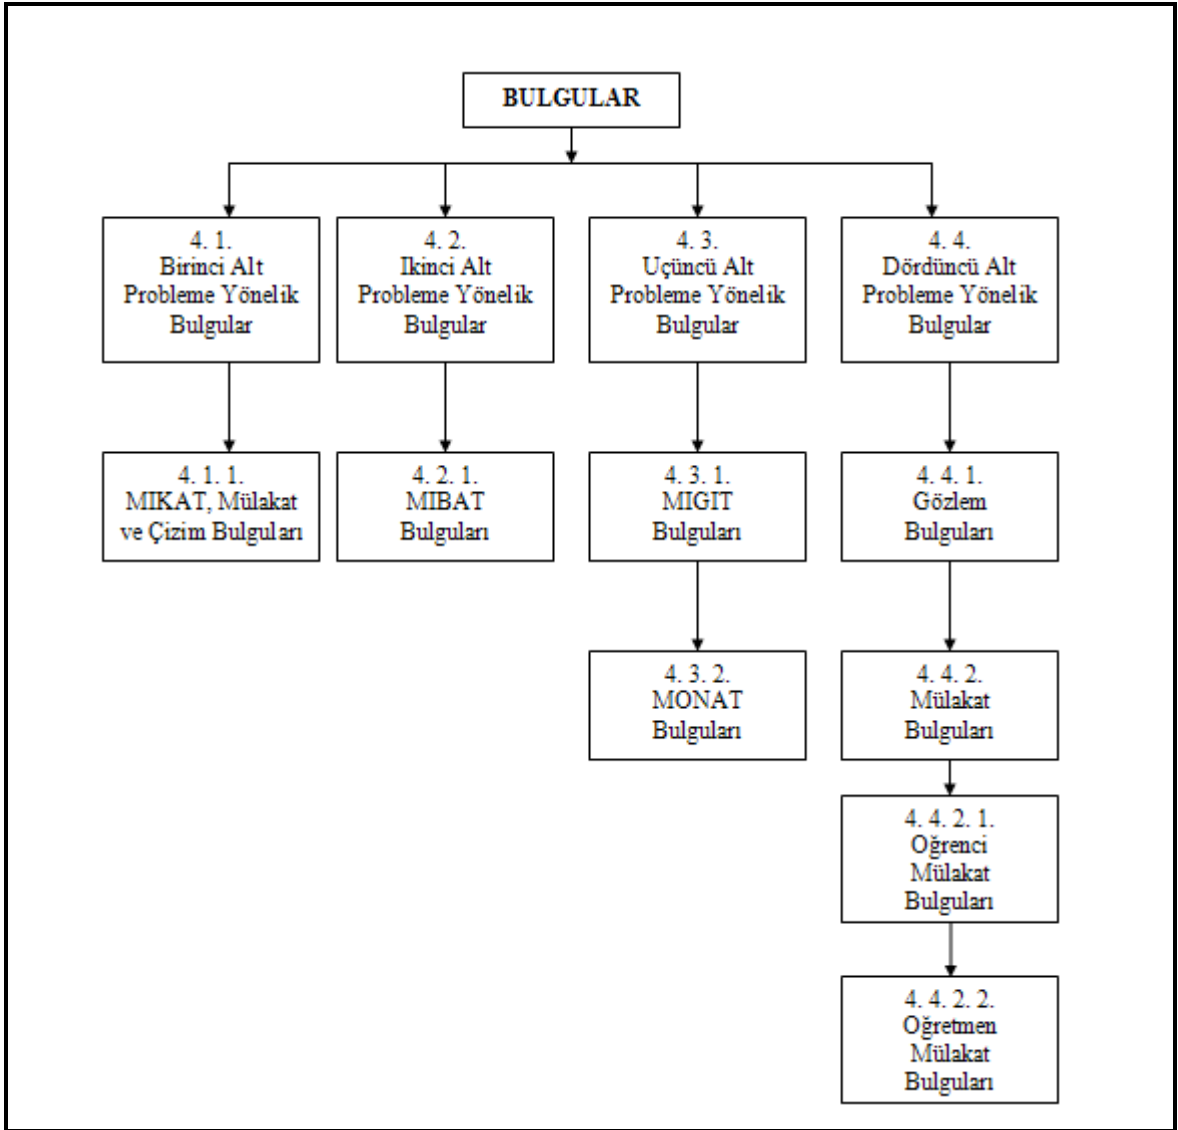 BULGULAR
4. 1.
Birinci Alt
Probleme Yönelik
Bulgular
4. 2.
Ikinci Alt
Probleme Yönelik
Bulgular
4. 3.
Uçüncü Alt
Probleme Yönelik
Bulgular
4. 4.
Dördüncü Alt
Probleme Yönelik
Bulgular
4. 1. 1.
MIKAT, Mülakat
ve Çizim Bulguları
4. 2. 1.
MIBAT
Bulguları
4. 3. 1.
MIGIT
Bulguları
4. 4. 1.
Gözlem
Bulguları
4. 3. 2.
MONAT
Bulguları
4. 4. 2.
Mülakat
Bulguları
4. 4. 2. 1.
Oğrenci
Mülakat
Bulguları
4. 4. 2. 2.
Oğretmen
Mülakat
Bulguları